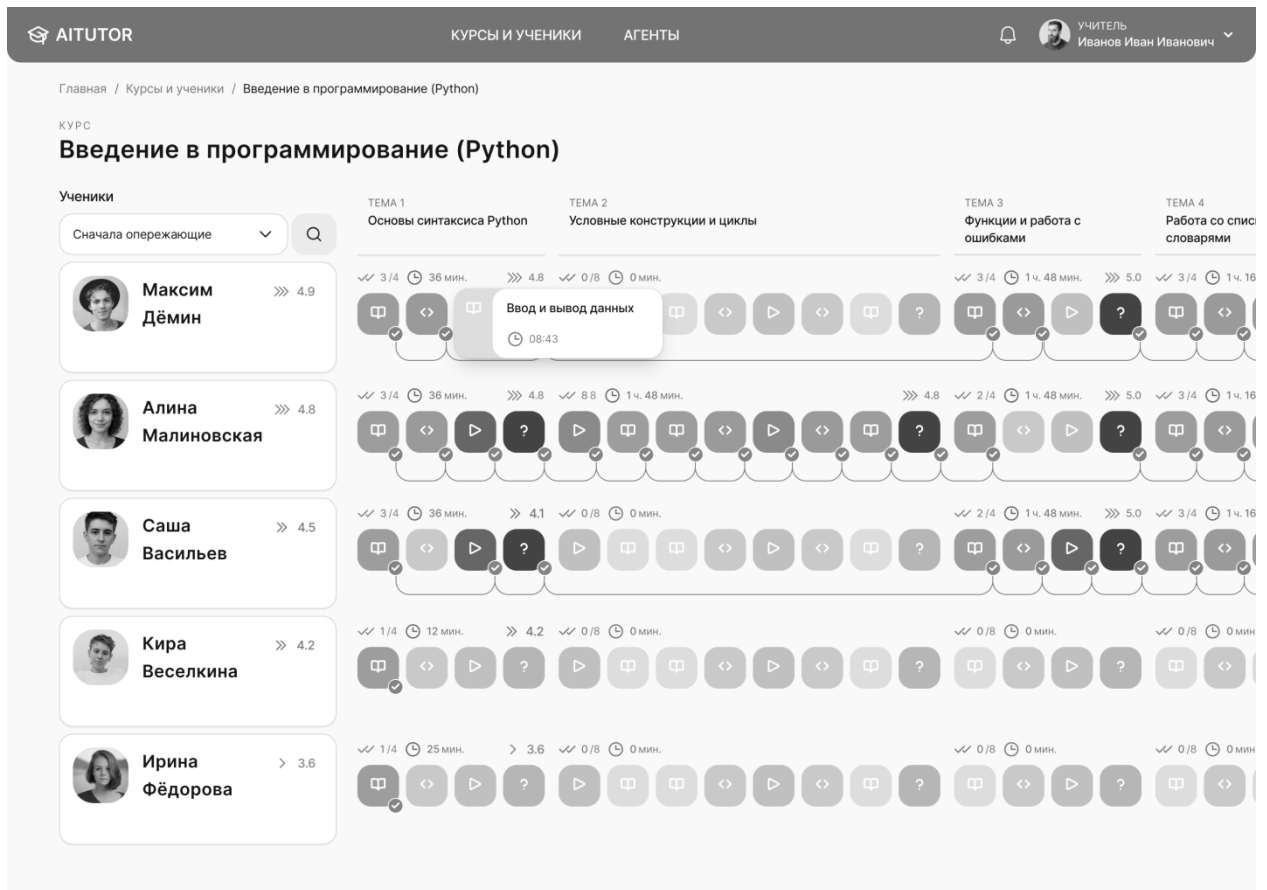 AITUTOR
КУРСЫ И УЧЕНИКИ
АГЕНТЫ
УЧИТЕЛЬ
Иванов Иван Иванович
Главная / Курсы и ученики / Введение в программирование (Python)
КУРС
Введение в программирование (Python)
Ученики
Сначала опережающие
ТЕМА 1
Основы синтаксиса Python
ТЕМА 2
Условные конструкции и циклы
ТЕМА 3
Функции и работа с
ошибками
ТЕМА 4
Работа со спис
словарями
Максим
Дёмин
4.9
3/4 36 мин. 4.8 0/8 0 мин. 3/4 1 ч. 48 мин. 5.0 3/4 1 ч. 16
Ввод и вывод данных
08:43
<> <> <> ? <> ? <>
Алина
Малиновская
4.8
3/4 36 мин. 4.8 8 8 1 ч. 48 мин. 4.8 2/4 1 ч. 48 мин. 5.0 3/4 1 ч. 16
<> ? <> <> ? <> ? <>
Саша
Васильев
4.5
3/4 36 мин. 4.1 0/8 0 мин. 2/4 1 ч. 48 мин. 5.0 3/4 1 ч. 16
<> ? <> <> ? <> ? <>
Кира
Веселкина
4.2
1/4 12 мин. 4.2 0/8 0 мин. 0/8 0 мин. 0/8 0 мин
<> ? <> <> ? <> ? <>
Ирина
Фёдорова
3.6
1/4 25 мин. 3.6 0/8 0 мин. 0/8 0 мин. 0/8 0 мин
<> ? <> <> ? <> ? <>